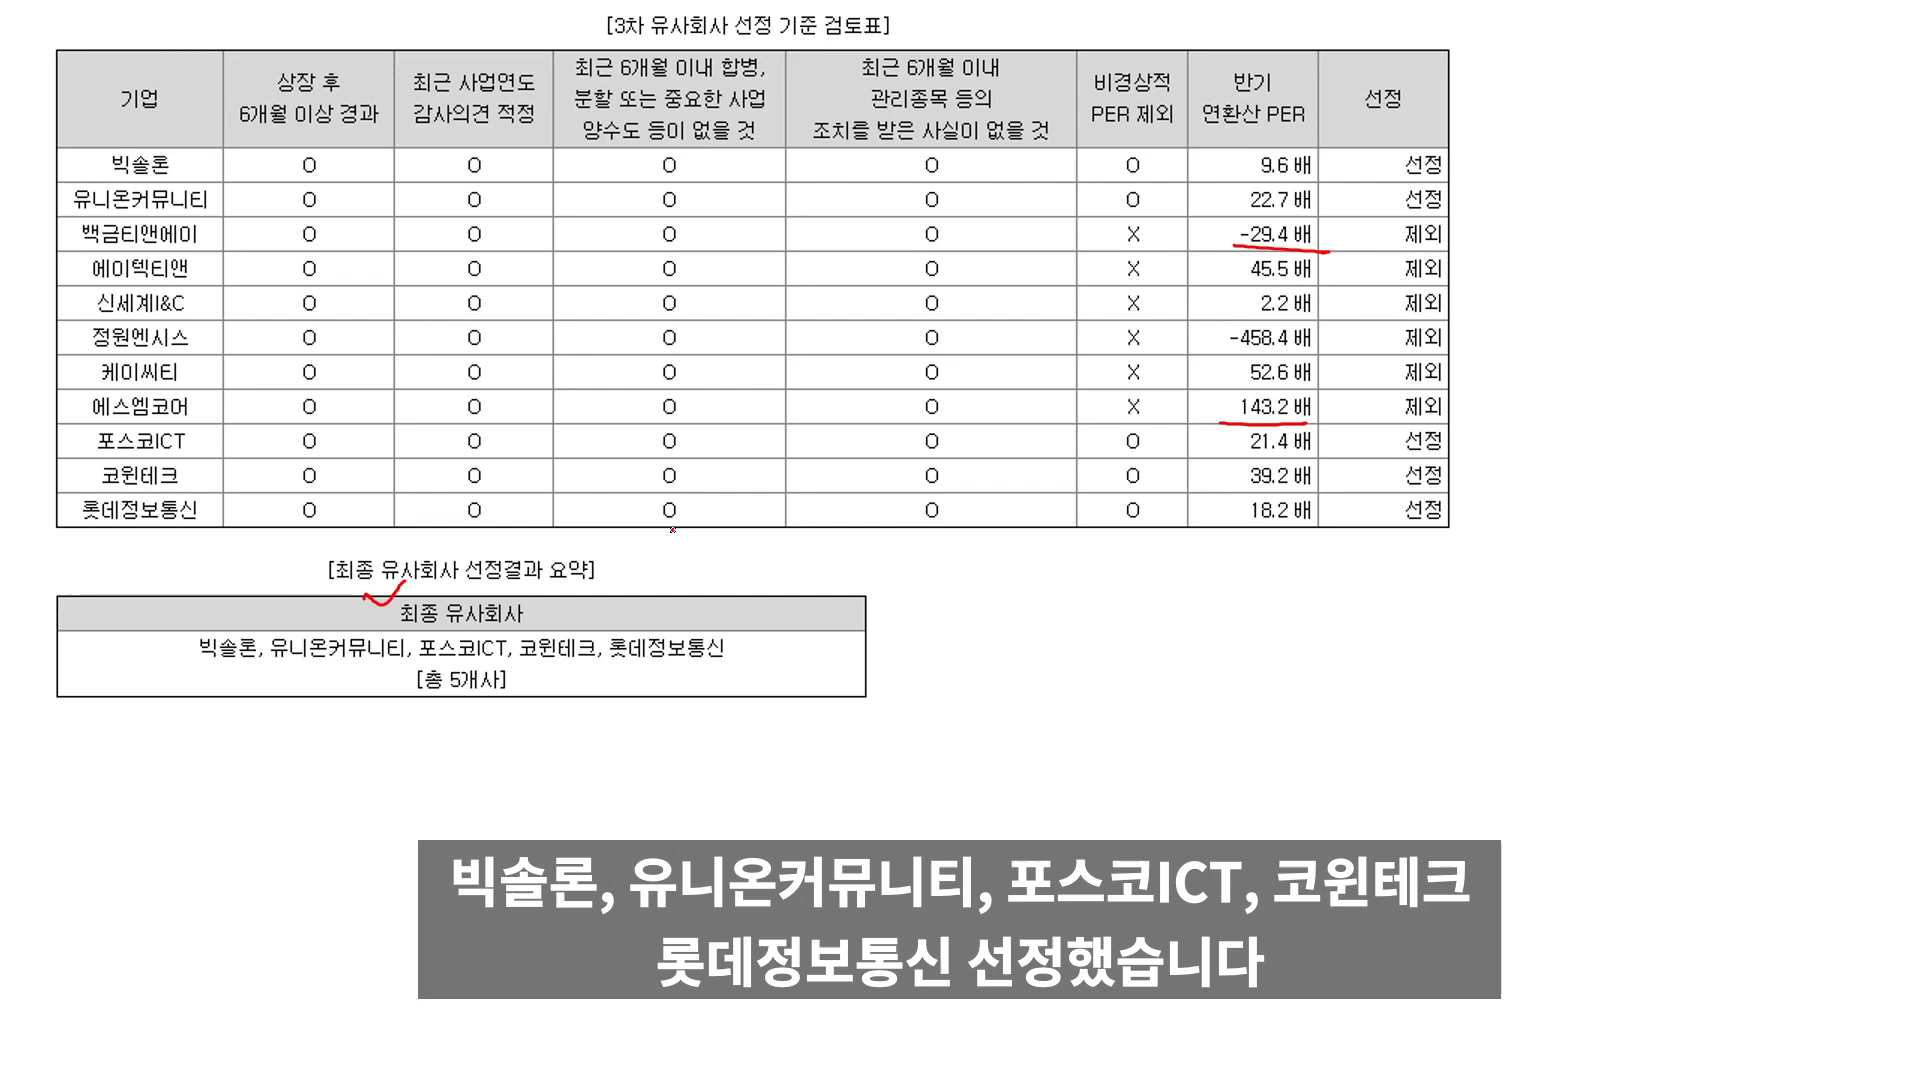 [3차 유사회사 선정 기준 검토표]
기업 상장 후 6개월 이상 경과 최근 사업연도 감사의견 적정 최근 6개월 이내 합병, 분할 또는 중요한 사업 양수도 등이 없을 것 최근 6개월 이내 관리종목 등의 조치를 받은 사실이 없을 것 비경상적 PER 제외 반기 연환산 PER 선정
빅솔론 O O O O O 9.6 배 선정
유니온커뮤니티 O O O O O 22.7 배 선정
백금티앤에이 O O O O X -29.4 배 제외
에이텍티앤 O O O O X 45.5 배 제외
신세계I&C O O O O X 2.2 배 제외
정원엔시스 O O O O X -458.4 배 제외
케이씨티 O O O O X 52.6 배 제외
에스엠코어 O O O O X 143.2 배 제외
포스코ICT O O O O O 21.4 배 선정
코윈테크 O O O O O 39.2 배 선정
롯데정보통신 O O O O O 18.2 배 선정
[최종 유사회사 선정결과 요약]
최종 유사회사
빅솔론, 유니온커뮤니티, 포스코ICT, 코윈테크, 롯데정보통신
[총 5개사]
빅솔론, 유니온커뮤니티, 포스코ICT, 코윈테크
롯데정보통신 선정했습니다